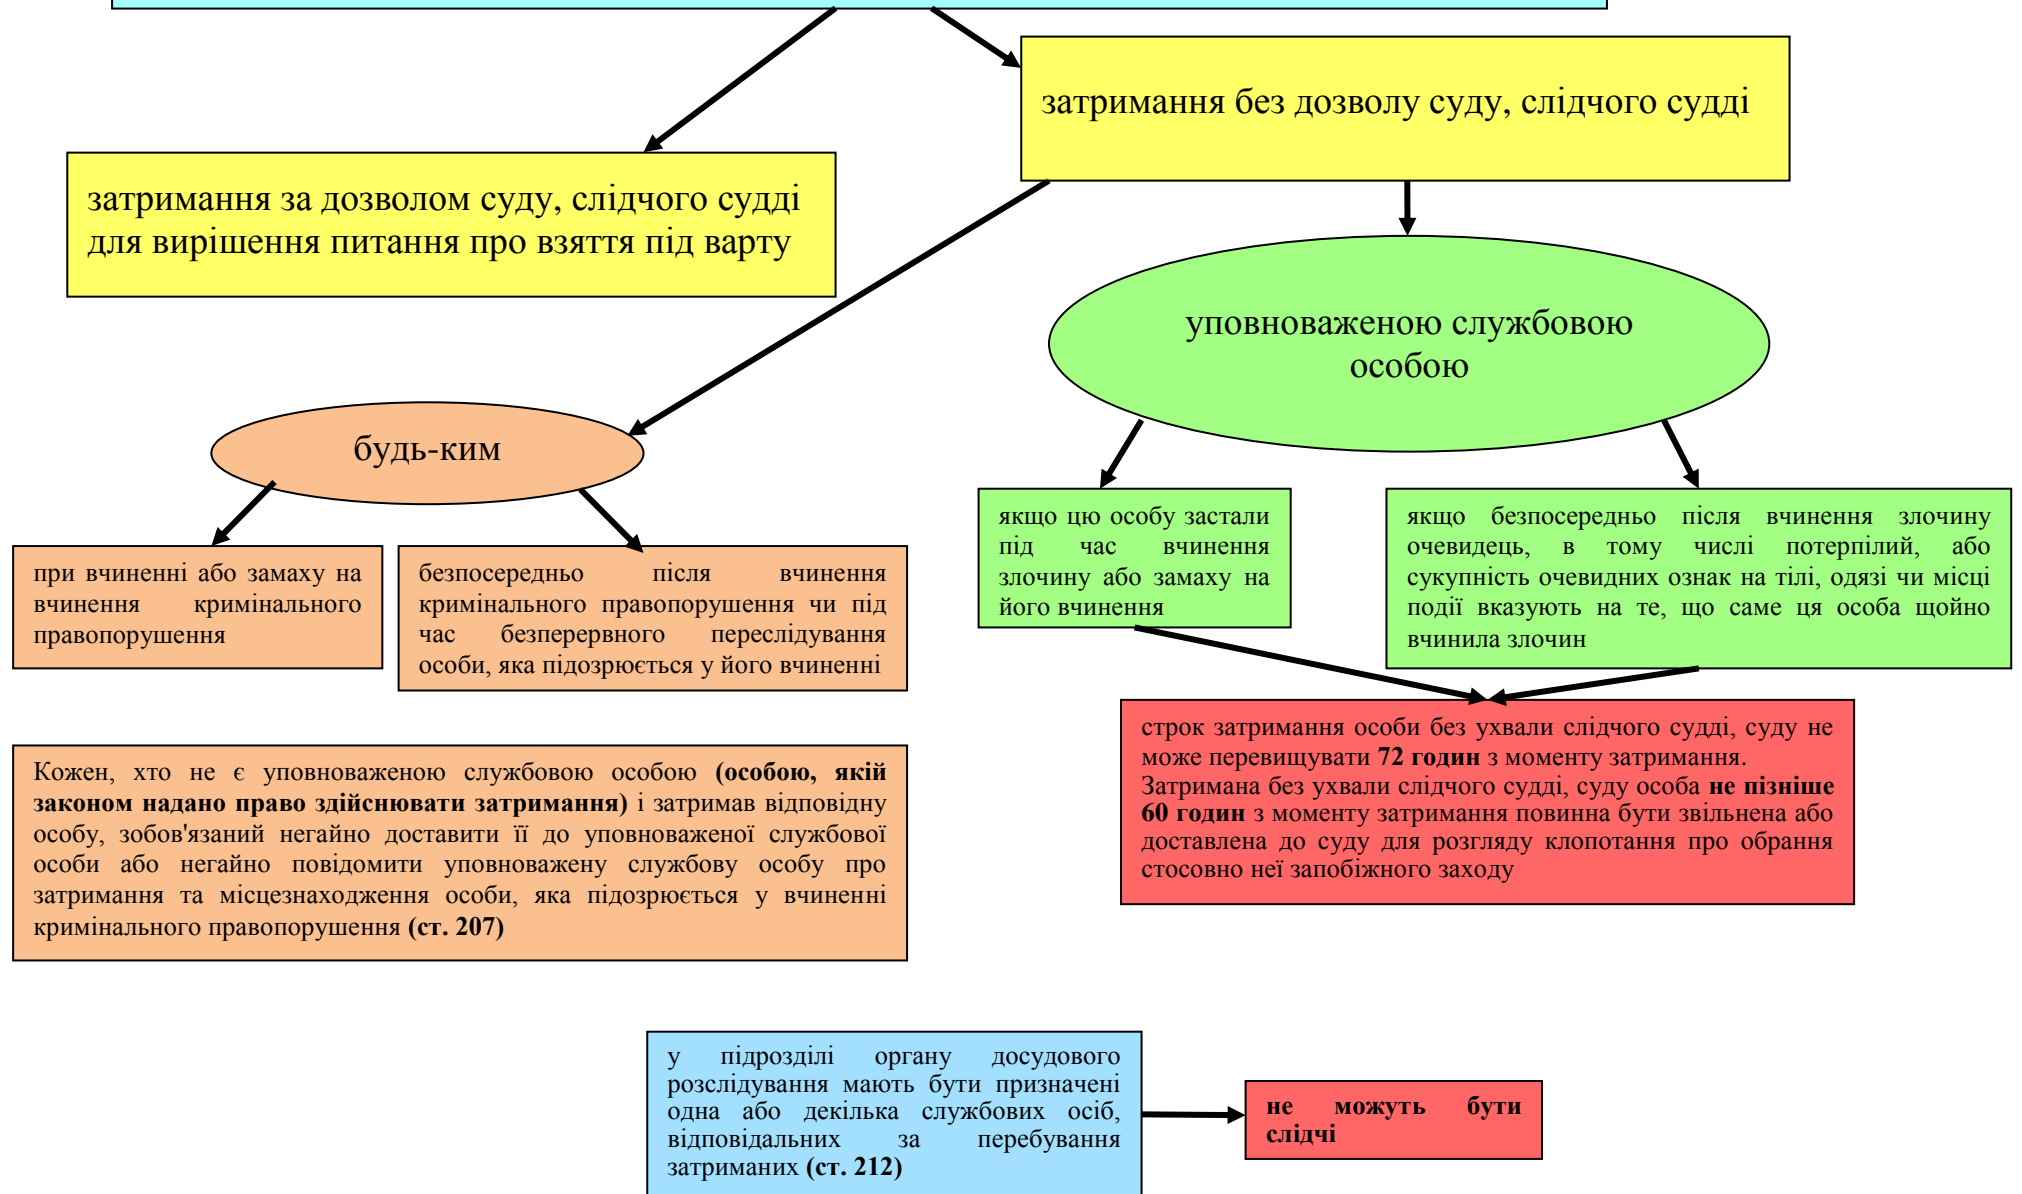 затримання без дозволу суду, слідчого судді
затримання за дозволом суду, слідчого судді
для вирішення питання про взяття під варту
уповноваженою службовою
особою
будь-ким
при вчиненні або замаху на
вчинення кримінального
правопорушення
безпосередньо після вчинення
кримінального правопорушення чи під
час безперервного переслідування
особи, яка підозрюється у його вчиненні
якщо цю особу застали
під час вчинення
злочину або замаху на
його вчинення
якщо безпосередньо після вчинення злочину
очевидець, в тому числі потерпілий, або
сукупність очевидних ознак на тілі, одязі чи місці
події вказують на те, що саме ця особа щойно
вчинила злочин
строк затримання особи без ухвали слідчого судді, суду не
може перевищувати 72 годин з моменту затримання.
Затримана без ухвали слідчого судді, суду особа не пізніше
60 годин з моменту затримання повинна бути звільнена або
доставлена до суду для розгляду клопотання про обрання
стосовно неї запобіжного заходу
Кожен, хто не є уповноваженою службовою особою (особою, якій
законом надано право здійснювати затримання) і затримав відповідну
особу, зобов'язаний негайно доставити її до уповноваженої службової
особи або негайно повідомити уповноважену службову особу про
затримання та місцезнаходження особи, яка підозрюється у вчиненні
кримінального правопорушення (ст. 207)
у підрозділі органу досудового
розслідування мають бути призначені
одна або декілька службових осіб,
відповідальних за перебування
затриманих (ст. 212)
не можуть бути
слідчі